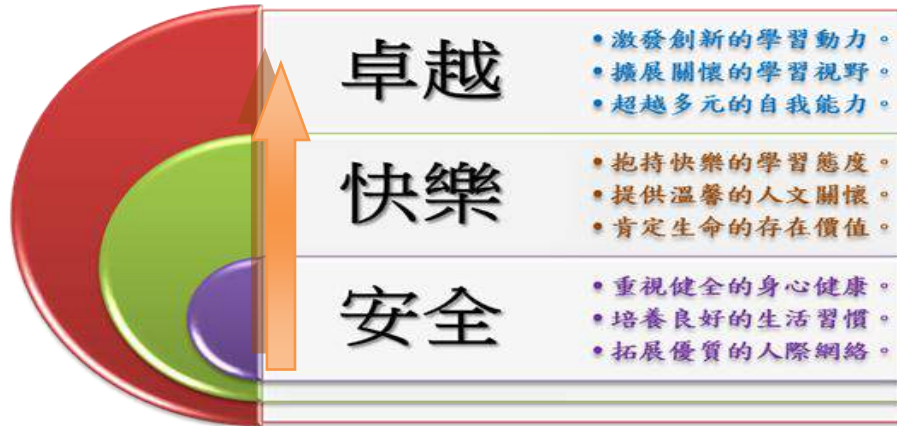 卓越
• 激發創新的學習動力。
• 擴展關懷的學習視野。
• 超越多元的自我能力。
快樂
• 抱持快樂的學習態度。
• 提供溫馨的人文關懷。
• 肯定生命的存在價值。
安全
• 重視健全的身心健康。
• 培養良好的生活習慣。
• 拓展優質的人際網絡。